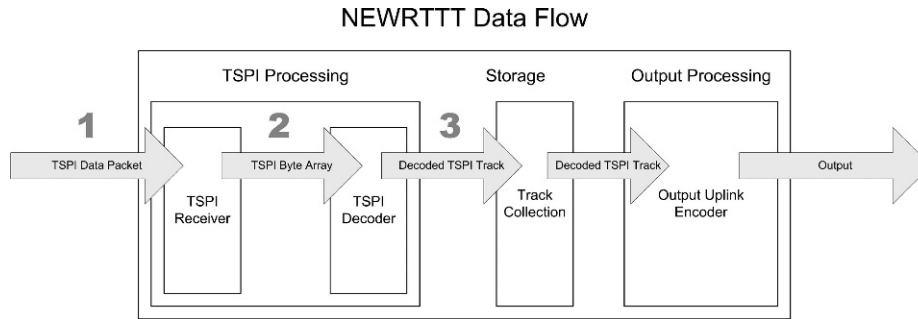 NEWRTTT Data Flow
TSPI Processing
Storage
Output Processing
1
2
3
TSPI Data Packet
TSPI Byte Array
Decoded TSPI Track
Decoded TSPI Track
Output
TSPI
Receiver
TSPI
Decoder
Track
Collection
Output Uplink
Encoder